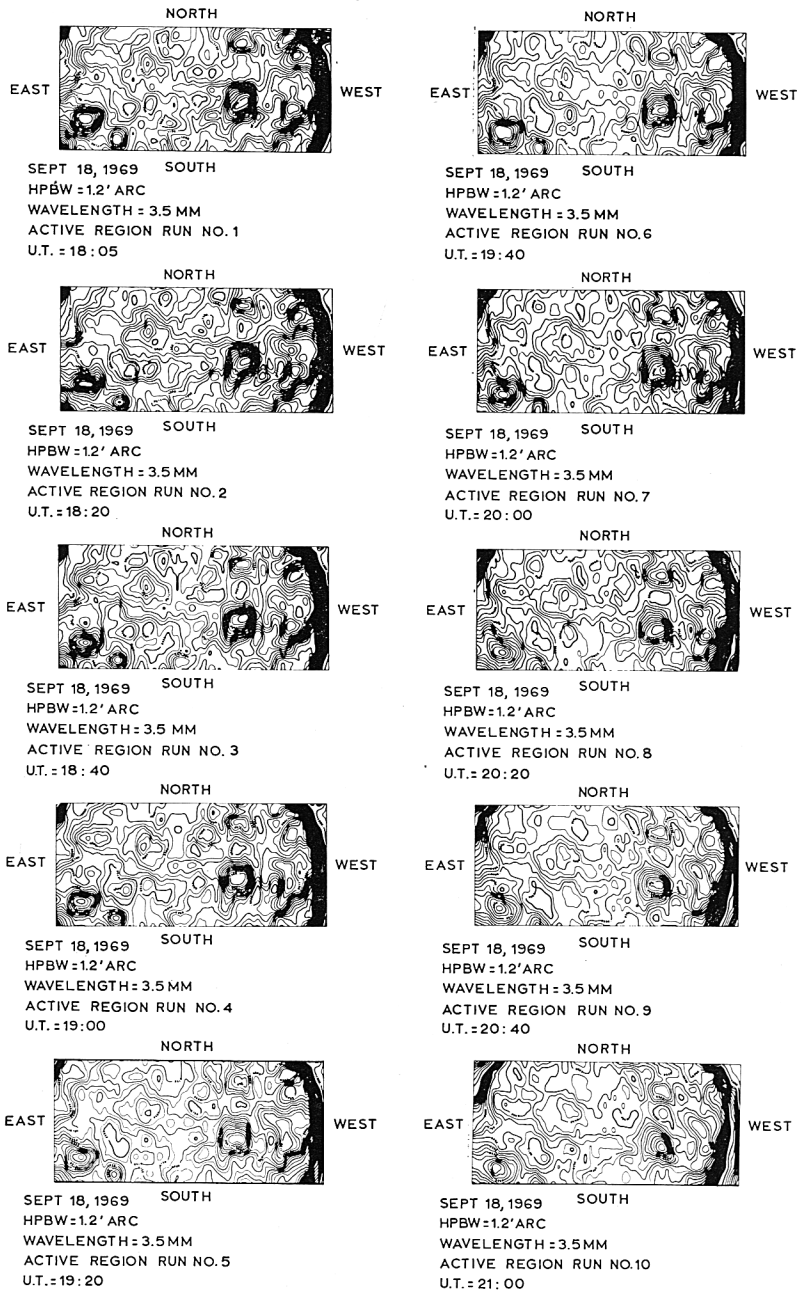 NORTH
EAST
WEST
SEPT 18, 1969 SOUTH
HPBW = 1.2' ARC
WAVELENGTH = 3.5 MM
ACTIVE REGION RUN NO. 1
U.T. = 18:05
NORTH
EAST
WEST
SEPT 18, 1969 SOUTH
HPBW = 1.2' ARC
WAVELENGTH = 3.5 MM
ACTIVE REGION RUN NO. 2
U.T. = 18:20
NORTH
EAST
WEST
SEPT 18, 1969 SOUTH
HPBW = 1.2' ARC
WAVELENGTH = 3.5 MM
ACTIVE REGION RUN NO. 3
U.T. = 18:40
NORTH
EAST
WEST
SEPT 18, 1969 SOUTH
HPBW = 1.2' ARC
WAVELENGTH = 3.5 MM
ACTIVE REGION RUN NO. 4
U.T. = 19:00
NORTH
EAST
WEST
SEPT 18, 1969 SOUTH
HPBW = 1.2' ARC
WAVELENGTH = 3.5 MM
ACTIVE REGION RUN NO. 5
U.T. = 19:20
NORTH
EAST
WEST
SEPT 18, 1969 SOUTH
HPBW = 1.2' ARC
WAVELENGTH = 3.5 MM
ACTIVE REGION RUN NO. 6
U.T. = 19:40
NORTH
EAST
WEST
SEPT 18, 1969 SOUTH
HPBW = 1.2' ARC
WAVELENGTH = 3.5 MM
ACTIVE REGION RUN NO. 7
U.T. = 20:00
NORTH
EAST
WEST
SEPT 18, 1969 SOUTH
HPBW = 1.2' ARC
WAVELENGTH = 3.5 MM
ACTIVE REGION RUN NO. 8
U.T. = 20:20
NORTH
EAST
WEST
SEPT 18, 1969 SOUTH
HPBW = 1.2' ARC
WAVELENGTH = 3.5 MM
ACTIVE REGION RUN NO. 9
U.T. = 20:40
NORTH
EAST
WEST
SEPT 18, 1969 SOUTH
HPBW = 1.2' ARC
WAVELENGTH = 3.5 MM
ACTIVE REGION RUN NO. 10
U.T. = 21:00